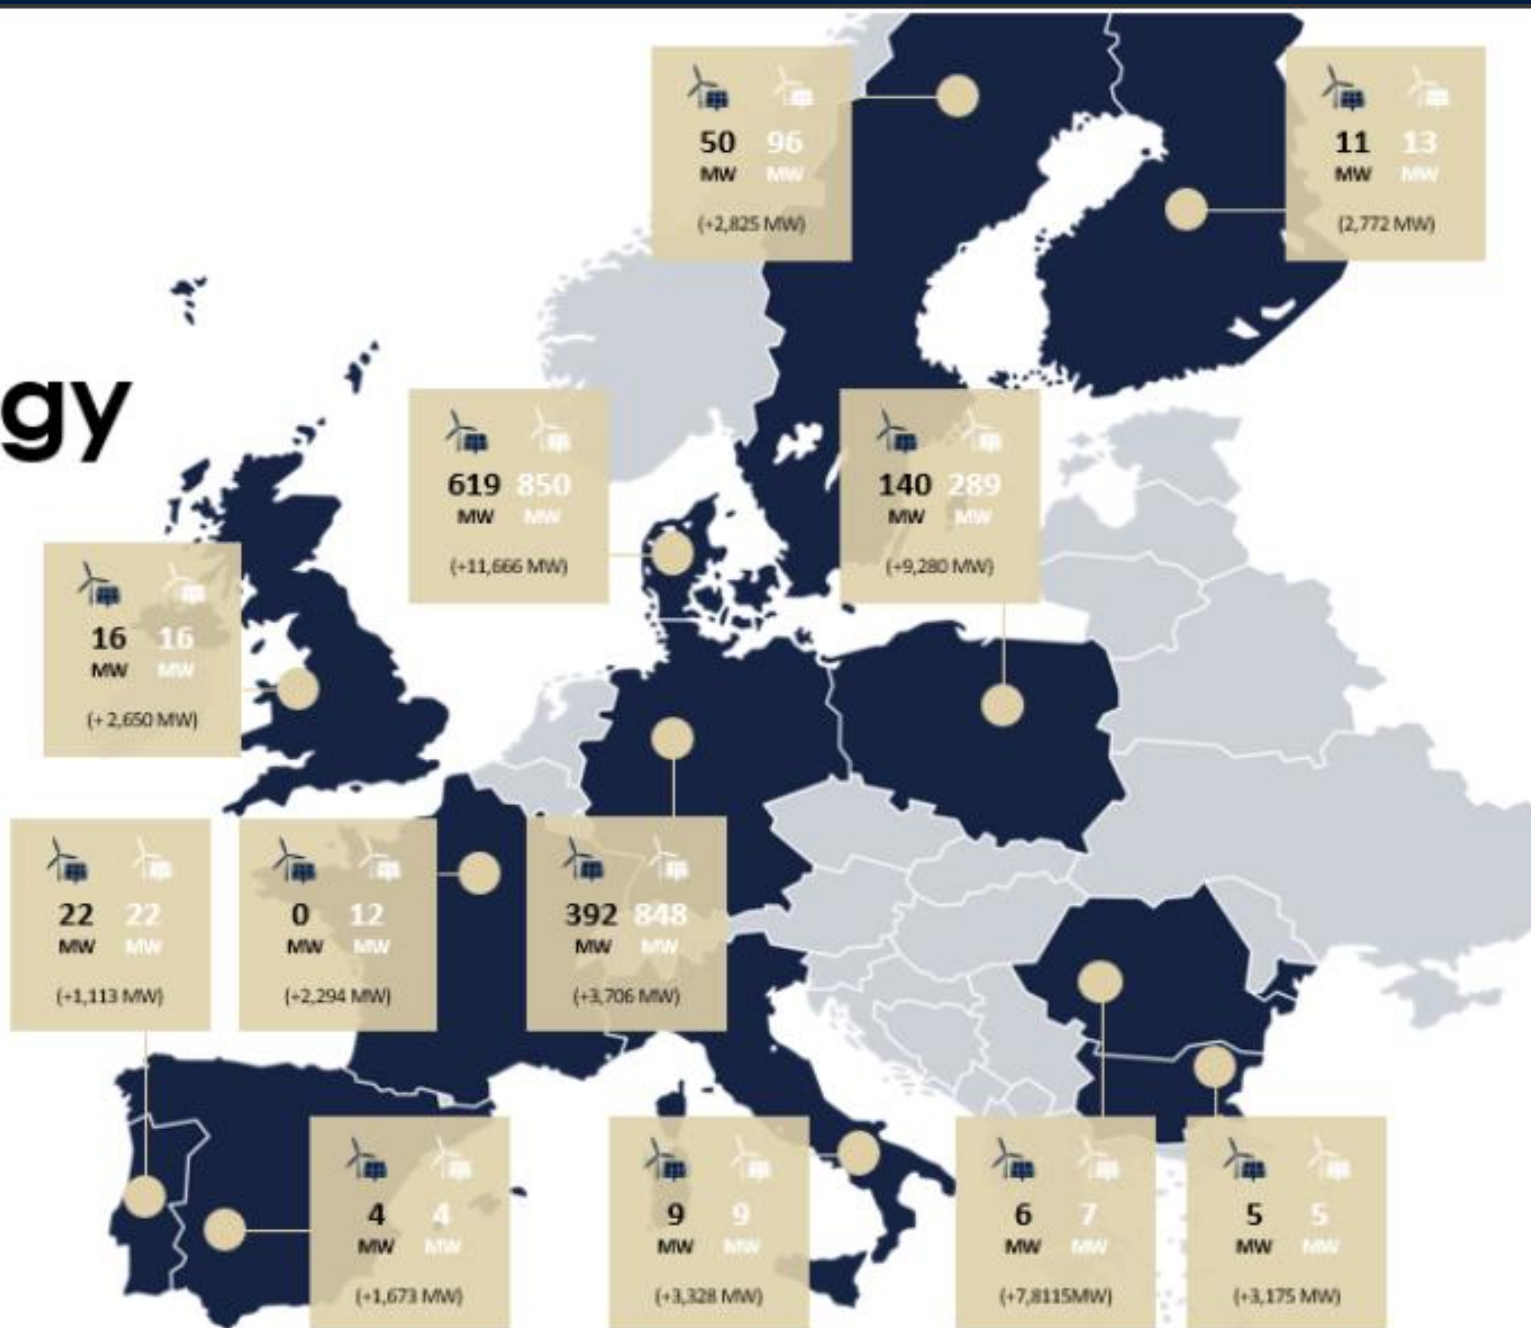 50 96
MW MW
(+2,825 MW)
11 13
MW MW
(2,772 MW)
gy
619 850
MW MW
(+11,666 MW)
140 289
MW MW
(+9,280 MW)
16 16
MW MW
(+ 2,650 MW)
22 22
MW MW
(+1,113 MW)
0 12
MW MW
(+2,294 MW)
392 848
MW MW
(+3,706 MW)
4 4
MW MW
(+1,673 MW)
9 9
MW MW
(+3,328 MW)
6 7
MW MW
(+7,8115MW)
5 5
MW MW
(+3,175 MW)